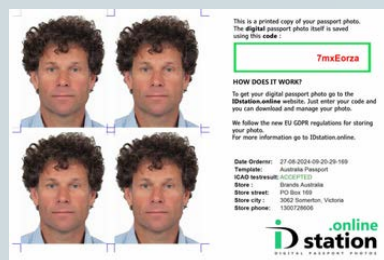 This is a printed copy of your passport photo.
The digital passport photo itself is saved
using this code :
7mxEorza
HOW DOES IT WORK?
To get your digital passport photo go to the
IDstation.online website. Just enter your code and
you can download and manage your photo.
We follow the new EU GDPR regulations for storing
your photo.
For more information go to IDstation.online.
Date Ordernr: 27-08-2024-09-20-29-169
Template: Australia Passport
ICAO testresult: ACCEPTED
Store : Brands Australia
Store street: PO Box 169
Store city : 3062 Somerton, Victoria
Store phone: 1300728608
.online
iD station
DIGITAL PASSPORT PHOTOS